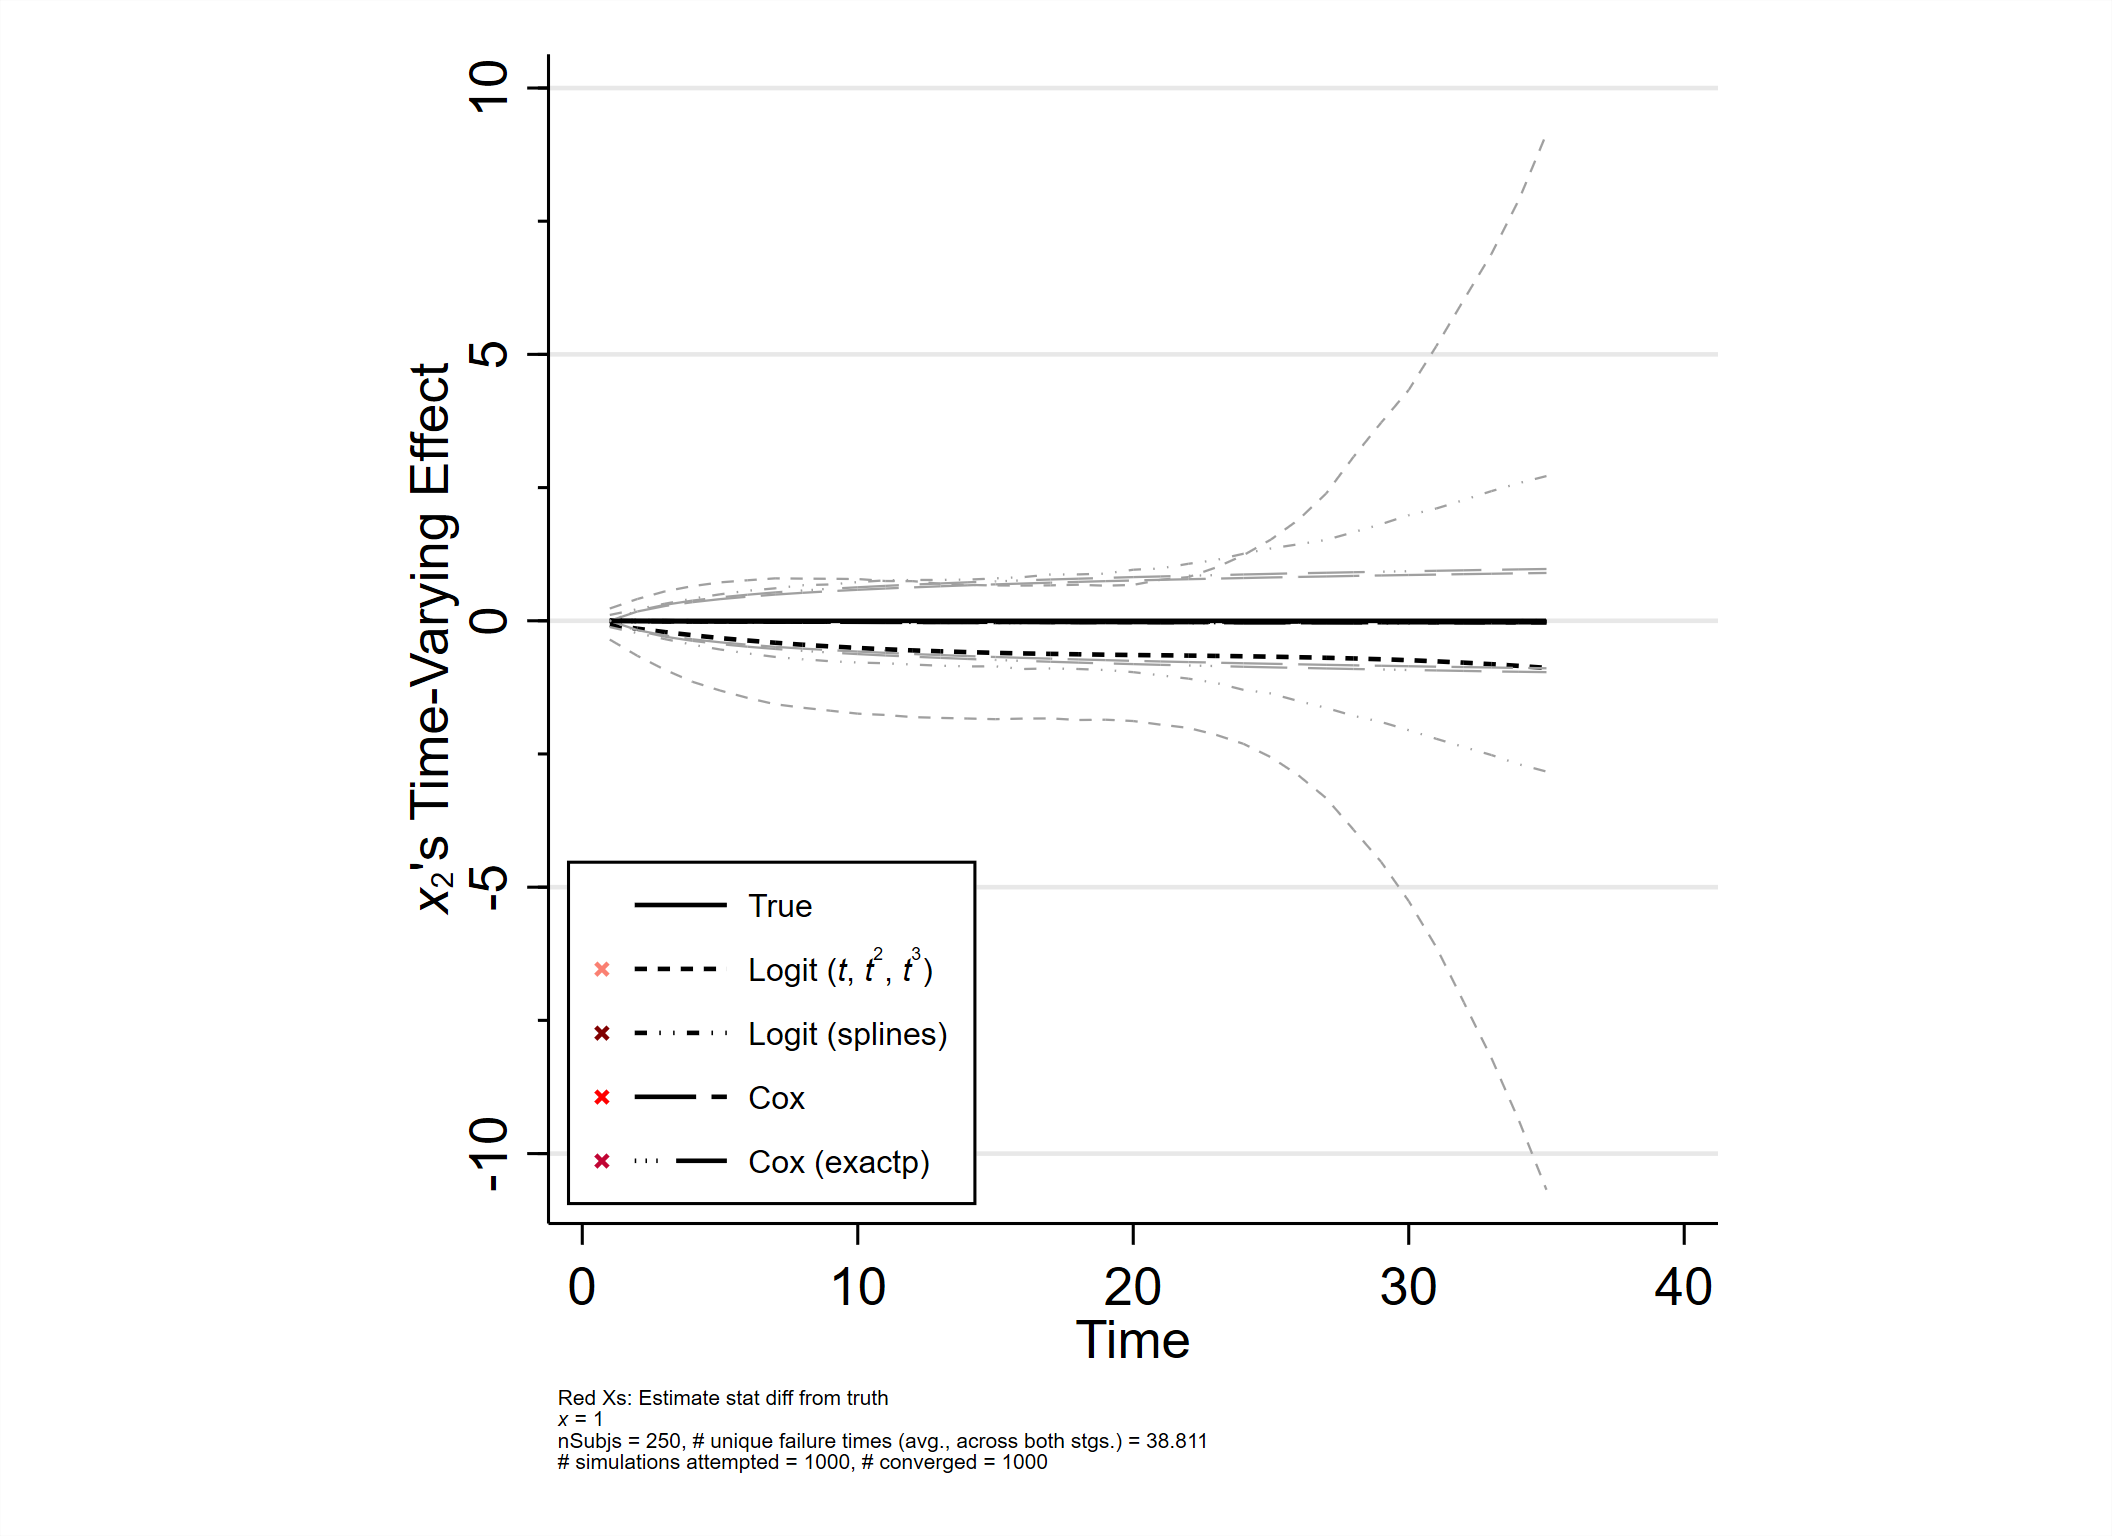 x₂'s Time-Varying Effect
10
5
0
-5
-10
True
Logit (t, t², t³)
Logit (splines)
Cox
Cox (exactp)
0 10 20 30 40
Time
Red Xs: Estimate stat diff from truth
x = 1
nSubjs = 250, # unique failure times (avg., across both stgs.) = 38.811
# simulations attempted = 1000, # converged = 1000